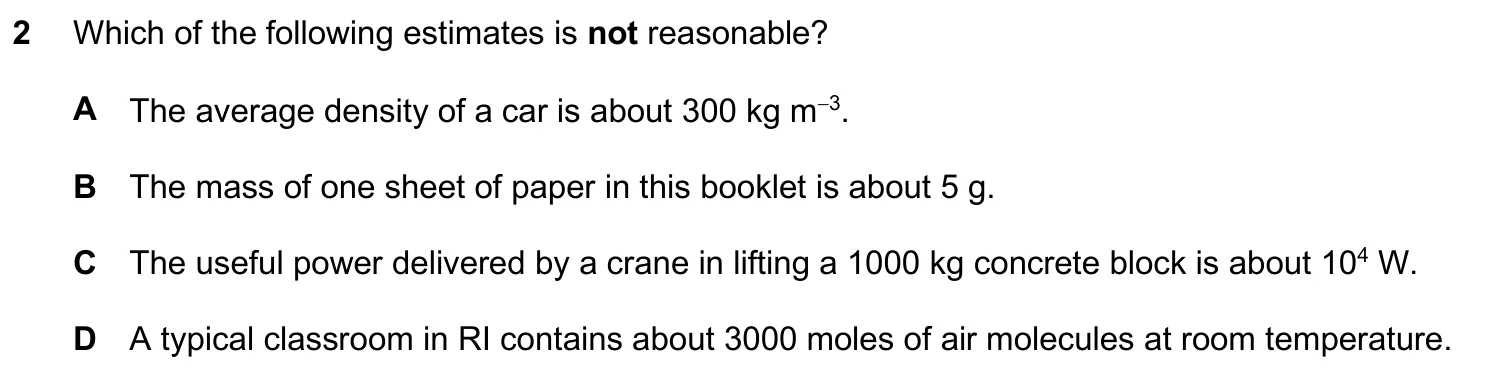 2 Which of the following estimates is not reasonable?
A The average density of a car is about 300 kg m⁻³.
B The mass of one sheet of paper in this booklet is about 5 g.
C The useful power delivered by a crane in lifting a 1000 kg concrete block is about 10⁴ W.
D A typical classroom in RI contains about 3000 moles of air molecules at room temperature.